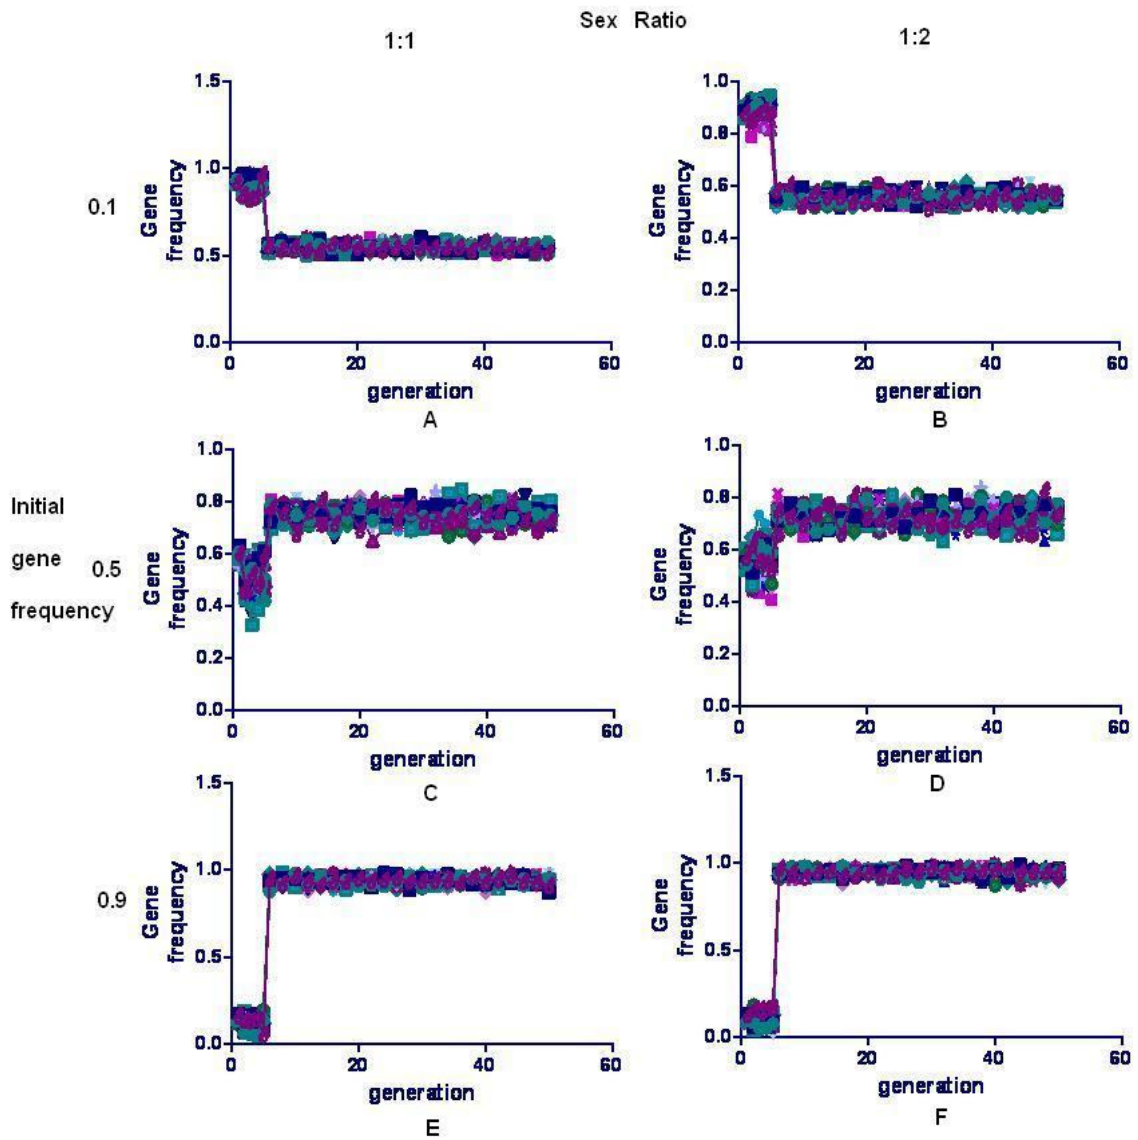 Sex Ratio
1:1
1:2
0.1
Gene
frequency
1.5
1.0
0.5
0.0
0
20
40
60
generation
A
Gene
frequency
1.0
0.8
0.6
0.4
0.2
0.0
0
20
40
60
generation
B
Initial
gene
frequency
0.5
Gene
frequency
1.0
0.8
0.6
0.4
0.2
0.0
0
20
40
60
generation
C
Gene
frequency
1.0
0.8
0.6
0.4
0.2
0.0
0
20
40
60
generation
D
0.9
Gene
frequency
1.5
1.0
0.5
0.0
0
20
40
60
generation
E
Gene
frequency
1.5
1.0
0.5
0.0
0
20
40
60
generation
F